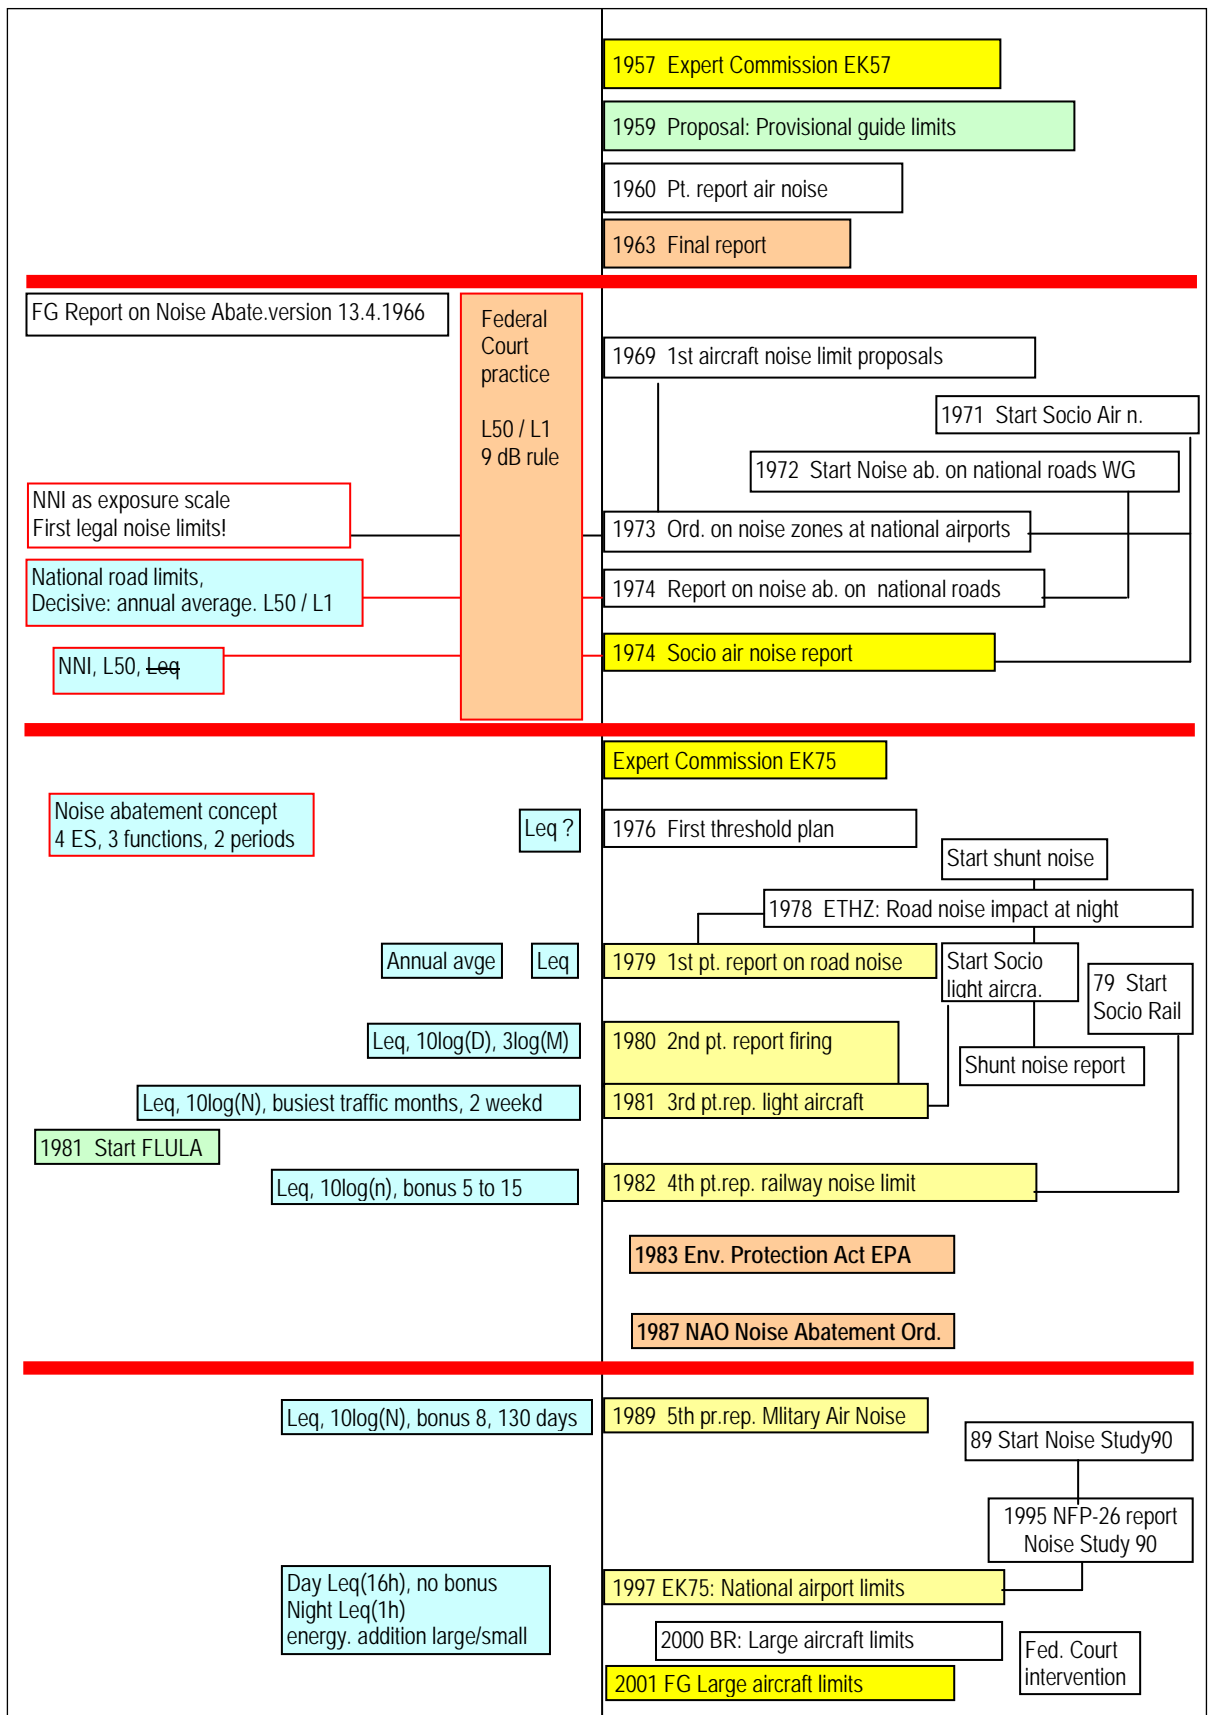 1957  Expert Commission EK57
1959  Proposal: Provisional guide limits
1960  Pt. report air noise
1963  Final report
FG Report on Noise Abate.version 13.4.1966
Federal
Court
practice
L50 / L1
9 dB rule
1969  1st aircraft noise limit proposals
1971  Start Socio Air n.
1972  Start Noise ab. on national roads WG
NNI as exposure scale
First legal noise limits!
1973  Ord. on noise zones at national airports
National road limits,
Decisive: annual average. L50 / L1
1974  Report on noise ab. on  national roads
NNI, L50, Leq
1974  Socio air noise report
Expert Commission EK75
Noise abatement concept
4 ES, 3 functions, 2 periods
Leq ?
1976  First threshold plan
Start shunt noise
1978  ETHZ: Road noise impact at night
Annual avge
Leq
1979  1st pt. report on road noise
Start Socio
light aircra.
79  Start
Socio Rail
Leq, 10log(D), 3log(M)
1980  2nd pt. report firing
Shunt noise report
Leq, 10log(N), busiest traffic months, 2 weekd
1981  3rd pt.rep. light aircraft
1981  Start FLULA
Leq, 10log(n), bonus 5 to 15
1982  4th pt.rep. railway noise limit
1983 Env. Protection Act EPA
1987 NAO Noise Abatement Ord.
Leq, 10log(N), bonus 8, 130 days
1989  5th pr.rep. Mlitary Air Noise
89 Start Noise Study90
1995 NFP-26 report
Noise Study 90
Day Leq(16h), no bonus
Night Leq(1h)
energy. addition large/small
1997 EK75: National airport limits
2000 BR: Large aircraft limits
Fed. Court
intervention
2001 FG Large aircraft limits